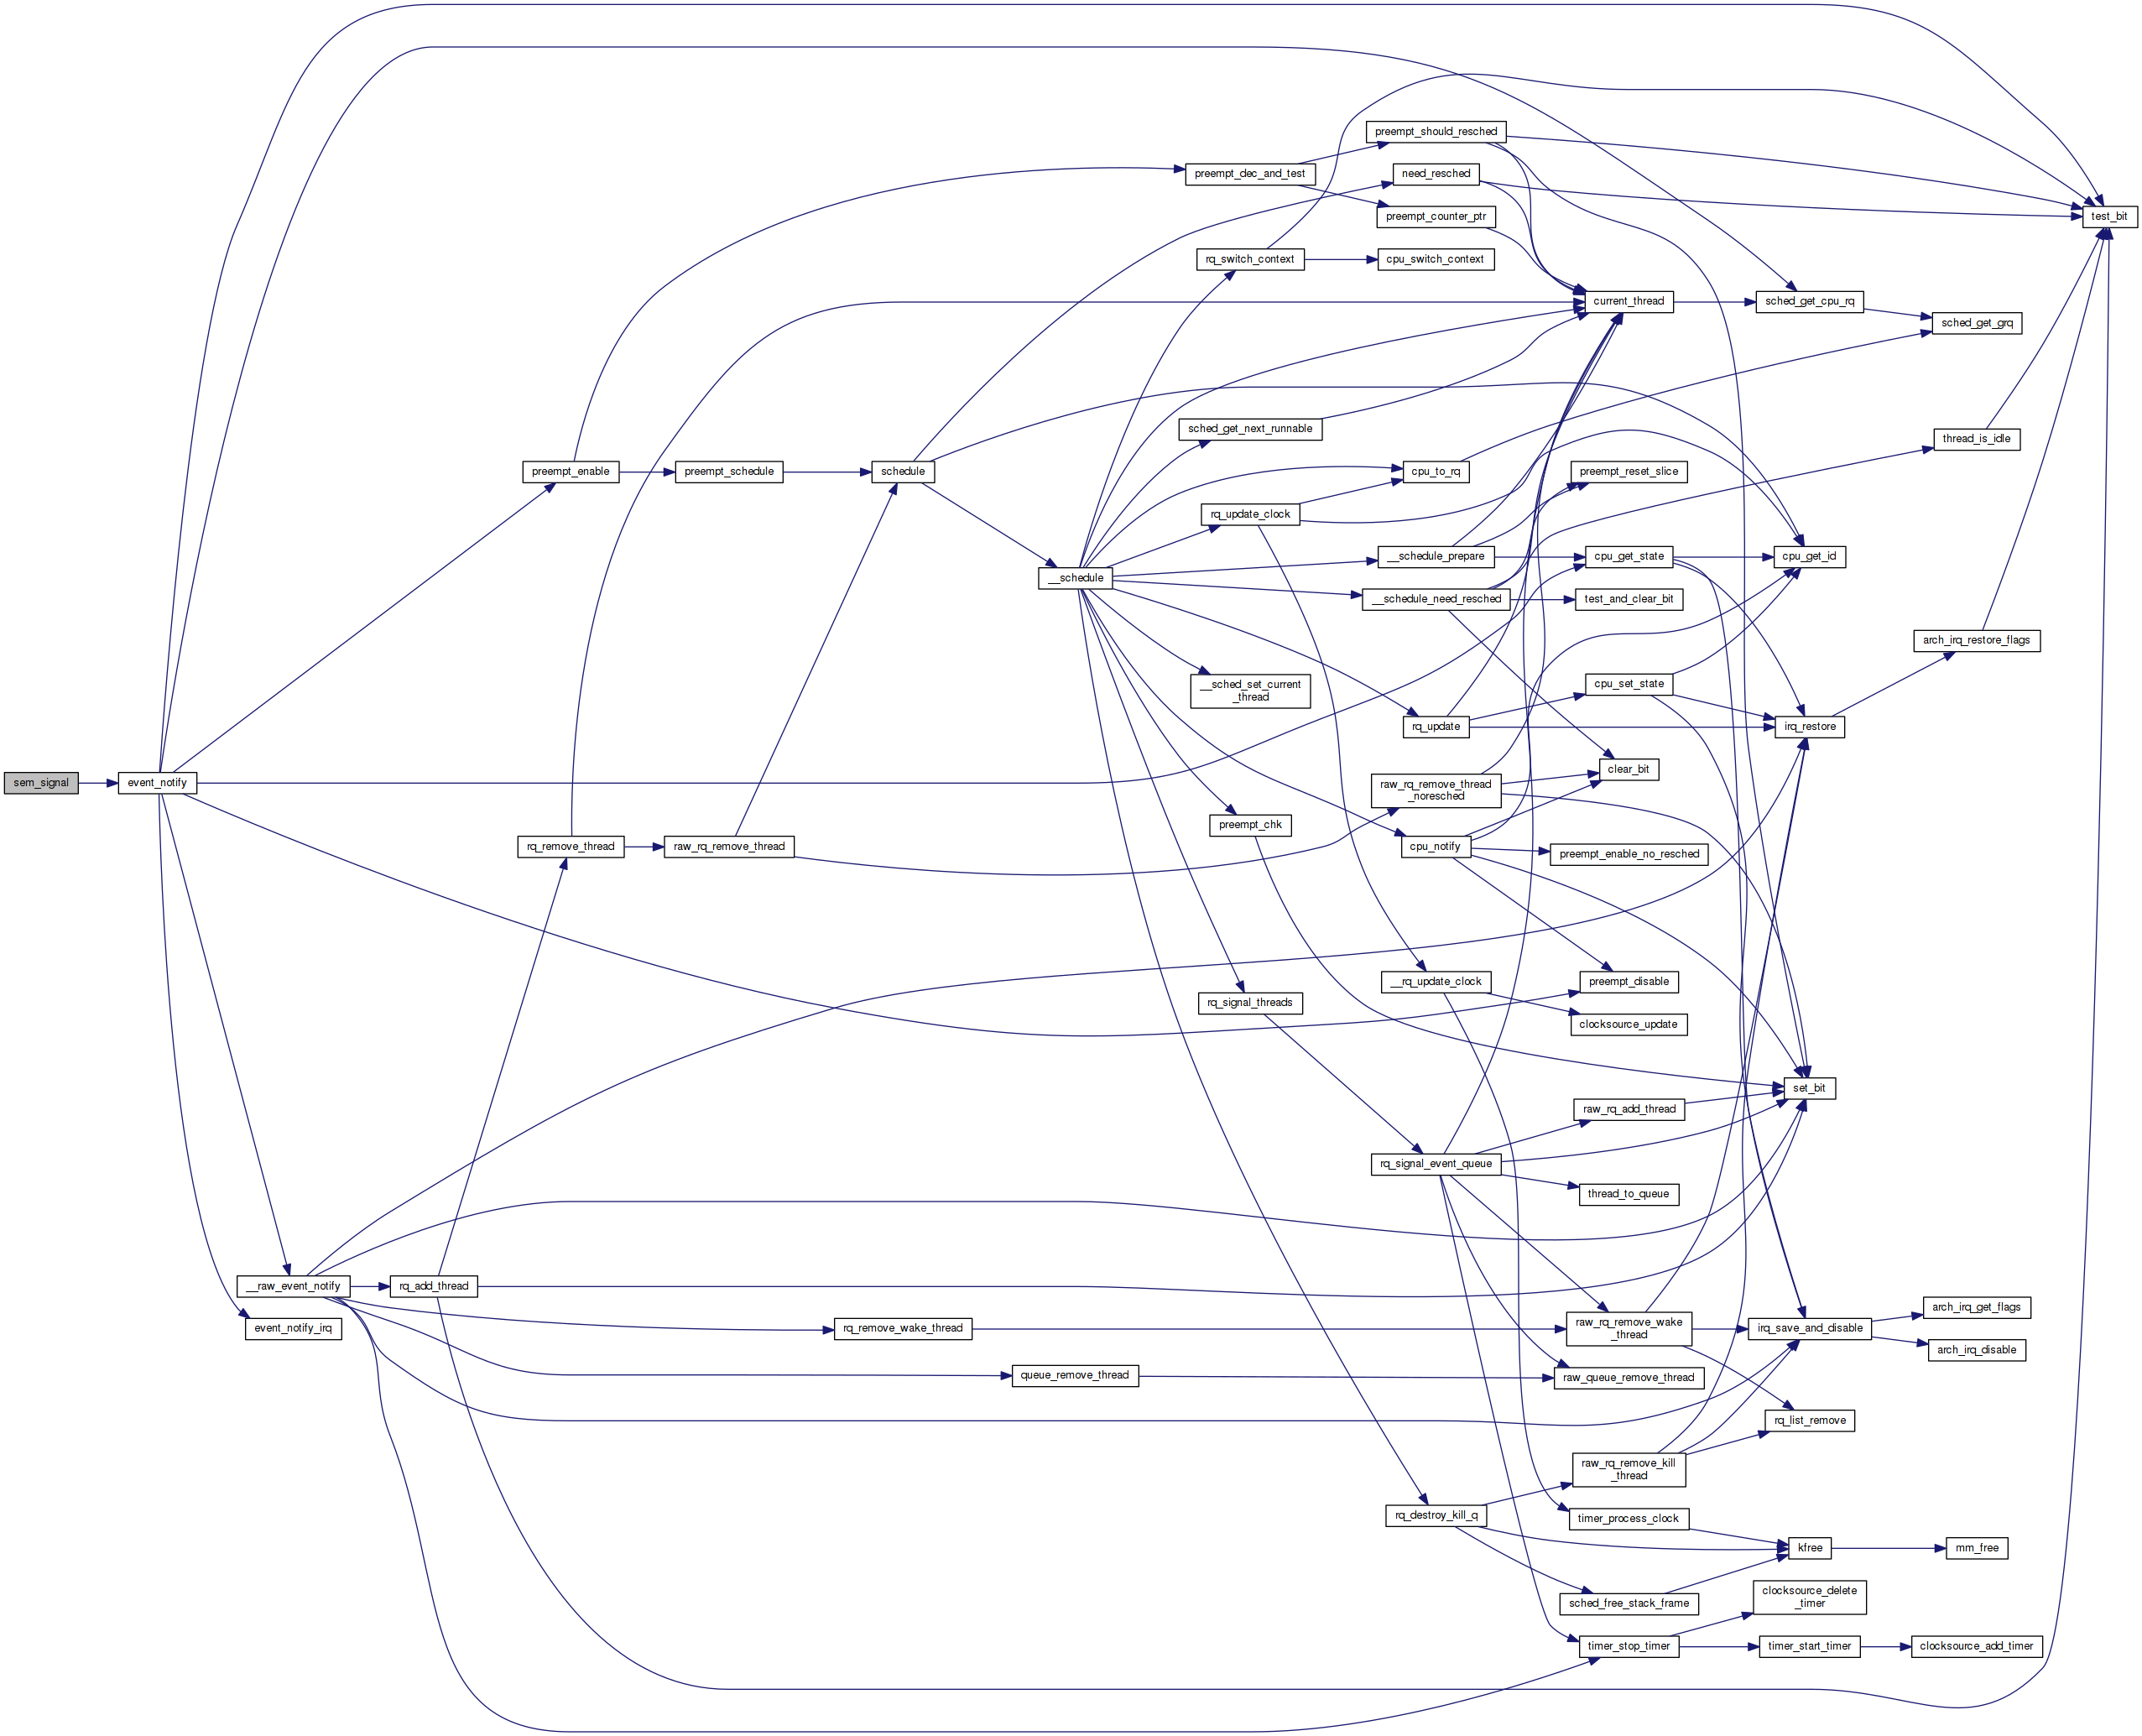 preempt_should_resched
preempt_dec_and_test
need_resched
preempt_counter_ptr
test_bit
rq_switch_context
cpu_switch_context
current_thread
sched_get_cpu_rq
sched_get_grq
sched_get_next_runnable
thread_is_idle
preempt_enable
preempt_schedule
schedule
cpu_to_rq
preempt_reset_slice
rq_update_clock
__schedule_prepare
cpu_get_state
cpu_get_id
__schedule
__schedule_need_resched
test_and_clear_bit
arch_irq_restore_flags
__sched_set_current
_thread
cpu_set_state
rq_update
irq_restore
clear_bit
sem_signal
event_notify
raw_rq_remove_thread
_noresched
preempt_chk
rq_remove_thread
raw_rq_remove_thread
cpu_notify
preempt_enable_no_resched
__rq_update_clock
preempt_disable
rq_signal_threads
clocksource_update
set_bit
raw_rq_add_thread
rq_signal_event_queue
thread_to_queue
__raw_event_notify
rq_add_thread
arch_irq_get_flags
event_notify_irq
rq_remove_wake_thread
raw_rq_remove_wake
_thread
irq_save_and_disable
arch_irq_disable
queue_remove_thread
raw_queue_remove_thread
rq_list_remove
raw_rq_remove_kill
_thread
rq_destroy_kill_q
timer_process_clock
kfree
mm_free
sched_free_stack_frame
clocksource_delete
_timer
timer_stop_timer
timer_start_timer
clocksource_add_timer